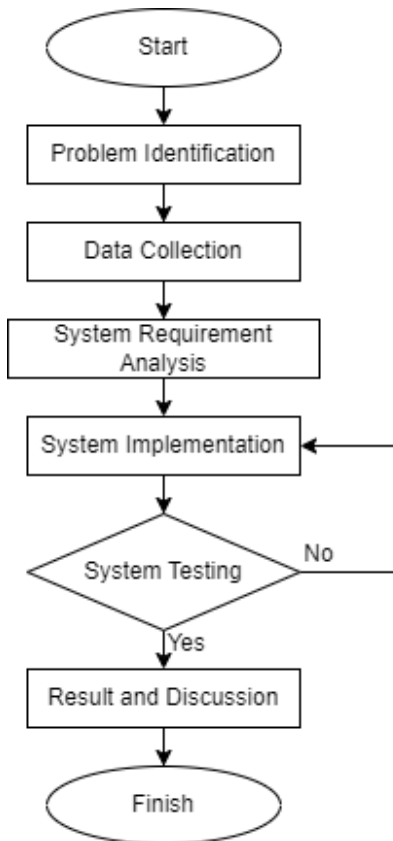 Start
Problem Identification
Data Collection
System Requirement
Analysis
System Implementation
System Testing
No
Yes
Result and Discussion
Finish